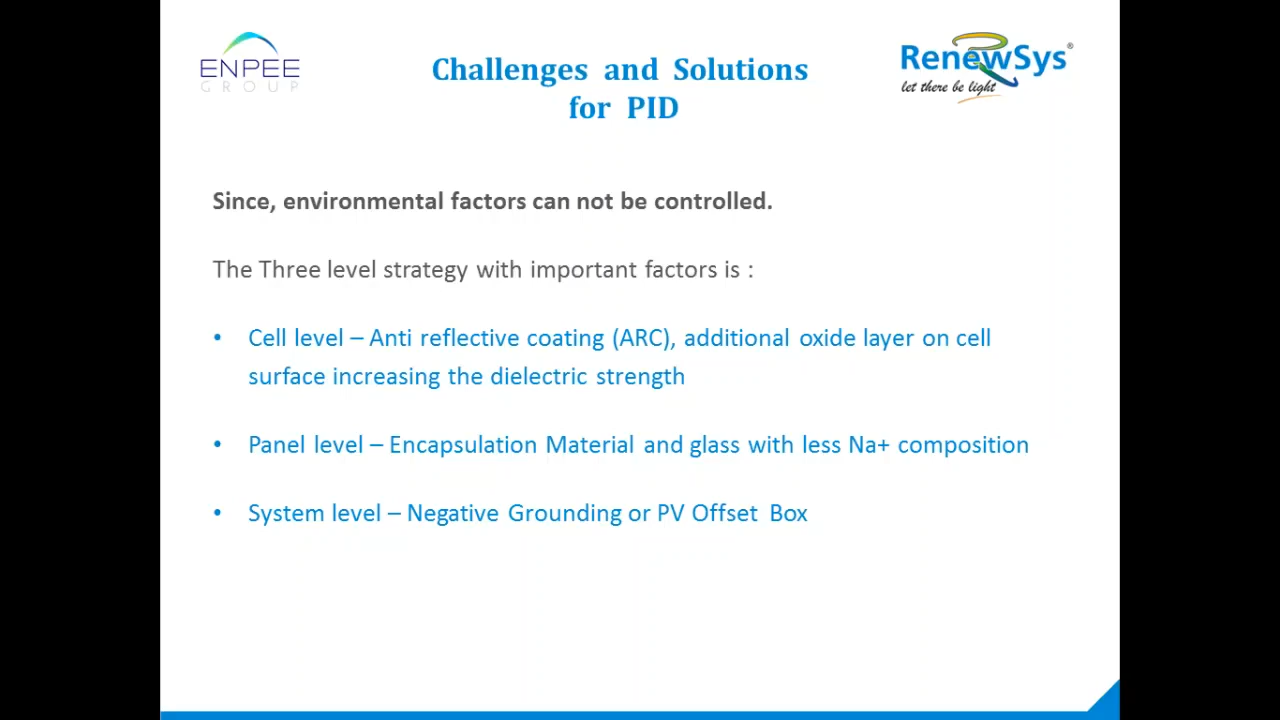 ENPEE
GROUP
Challenges and Solutions
for PID
RenewSys®
let there be light
Since, environmental factors can not be controlled.
The Three level strategy with important factors is :
• Cell level – Anti reflective coating (ARC), additional oxide layer on cell
surface increasing the dielectric strength
• Panel level – Encapsulation Material and glass with less Na+ composition
• System level – Negative Grounding or PV Offset Box